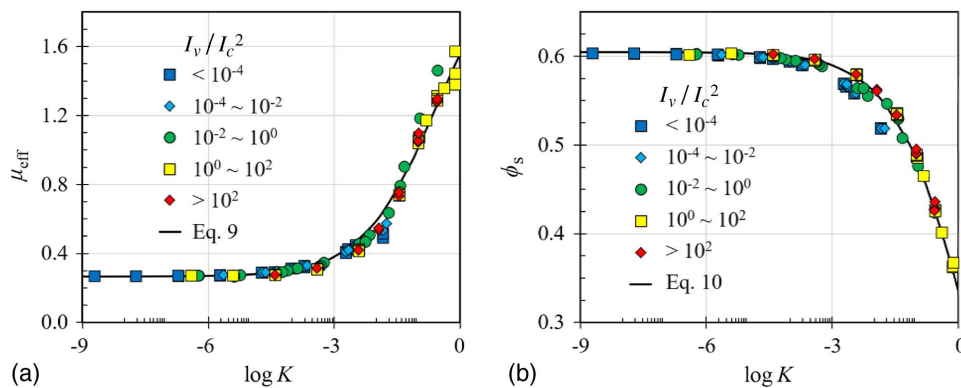 1.6
1.2
0.8
0.4
0.0
μeff
Iv / Ic²
< 10⁻⁴
10⁻⁴ ~ 10⁻²
10⁻² ~ 10⁰
10⁰ ~ 10²
> 10²
Eq. 9
-9 -6 -3 0
log K
(a)
0.6
0.5
0.4
0.3
ϕs
Iv / Ic²
< 10⁻⁴
10⁻⁴ ~ 10⁻²
10⁻² ~ 10⁰
10⁰ ~ 10²
> 10²
Eq. 10
-9 -6 -3 0
log K
(b)